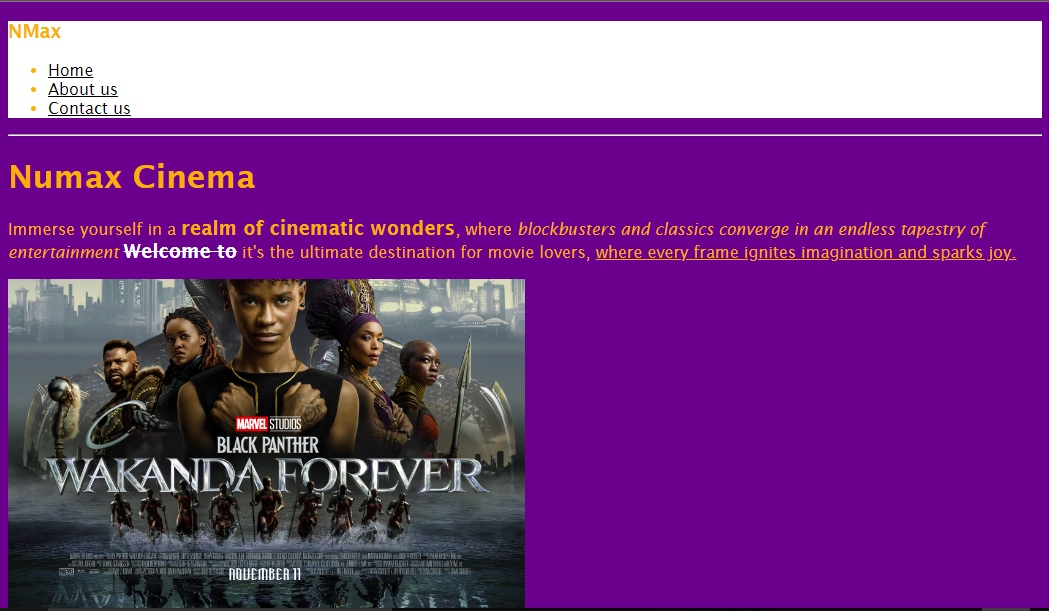 NMax
Home
About us
Contact us
Numax Cinema
Immerse yourself in a realm of cinematic wonders, where blockbusters and classics converge in an endless tapestry of
entertainment Welcome to it's the ultimate destination for movie lovers, where every frame ignites imagination and sparks joy.
MARVEL STUDIOS
BLACK PANTHER
WAKANDA FOREVER
NOVEMBER 11